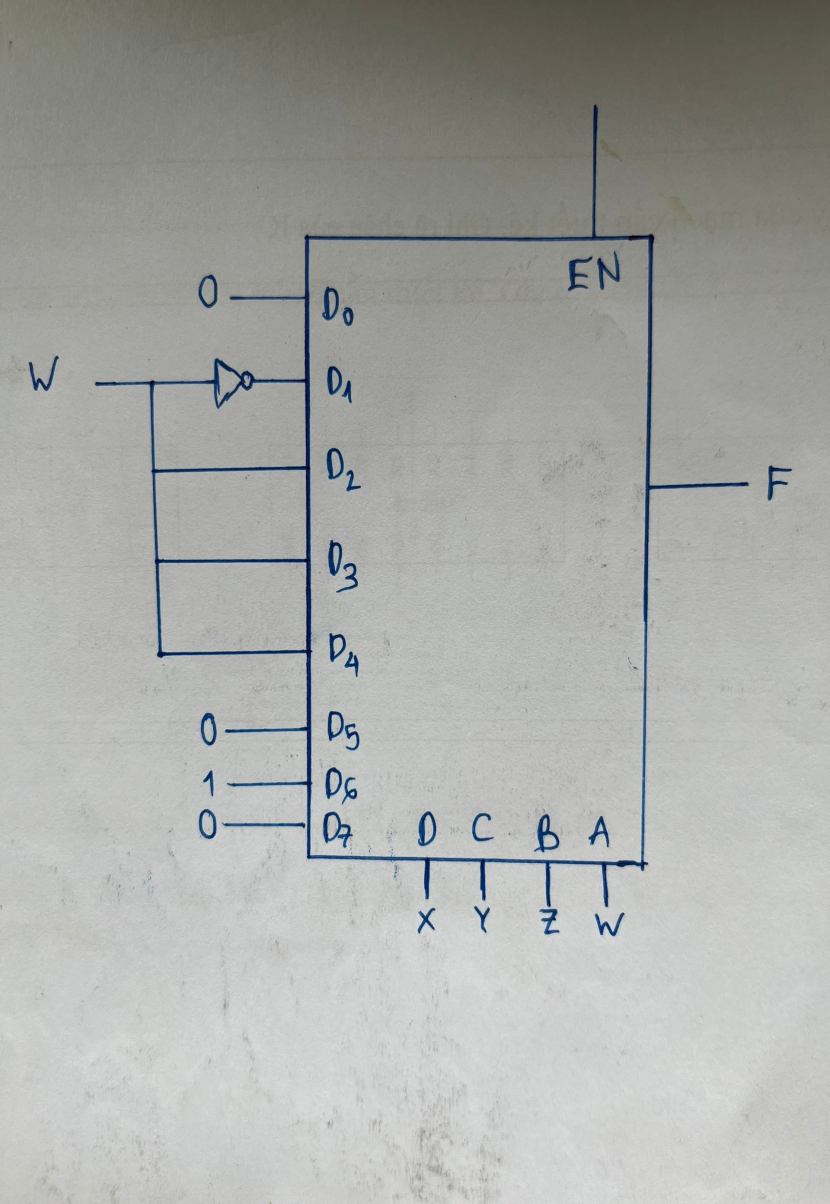 EN
0 D0
W D1
D2
D3 F
D4
0 D5
1 D6
0 D7
D C B A
X Y Z W